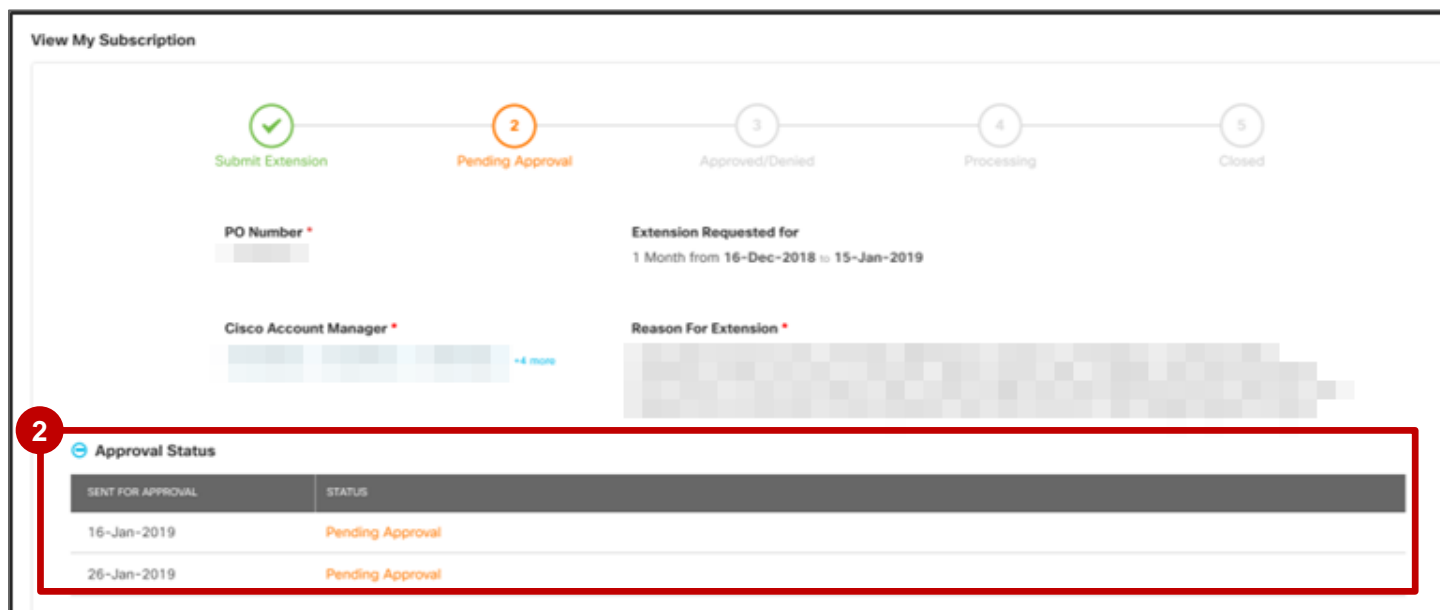 View My Subscription
2 3 4 5
Submit Extension Pending Approval Approved/Denied Processing Closed
PO Number * Extension Requested for
1 Month from 16-Dec-2018 to 15-Jan-2019
Cisco Account Manager * Reason For Extension *
+4 more
2
Approval Status
SENT FOR APPROVAL STATUS
16-Jan-2019 Pending Approval
26-Jan-2019 Pending Approval